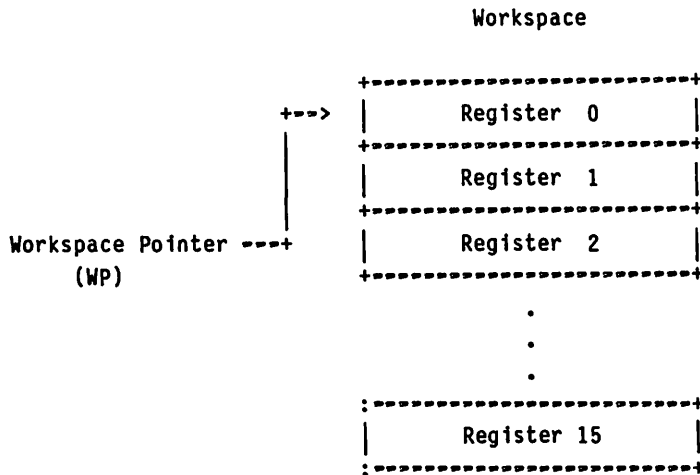 Workspace
Register 0
Register 1
Workspace Pointer
Register 2
(WP)
Register 15